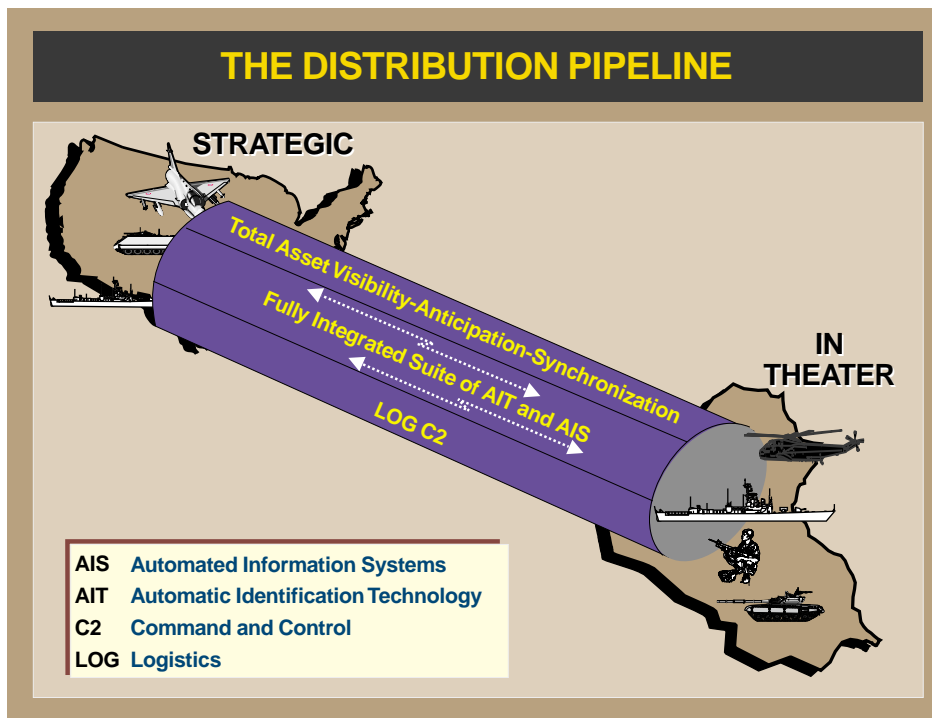 THE DISTRIBUTION PIPELINE
STRATEGIC
Total Asset Visibility-Anticipation-Synchronization
Fully Integrated Suite of AIT and AIS
LOG C2
IN
THEATER
AIS Automated Information Systems
AIT Automatic Identification Technology
C2 Command and Control
LOG Logistics